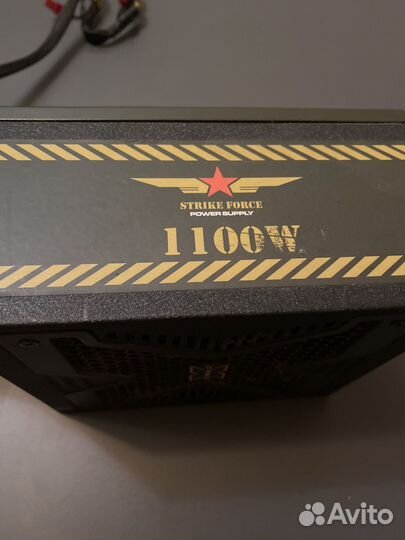 STRIKE FORCE
POWER SUPPLY
1100W
Avito